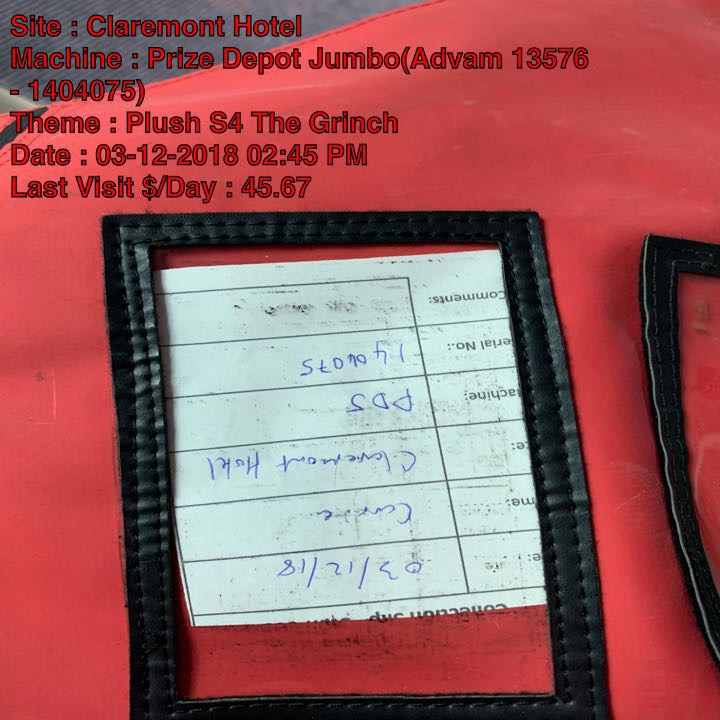 Site : Claremont Hotel
Machine : Prize Depot Jumbo(Advam 13576
- 1404075)
Theme : Plush S4 The Grinch
Date : 03-12-2018 02:45 PM
Last Visit $/Day : 45.67
Collection Slip
03/12/18
Claremont Hotel
achine: PDJ
erial No.: 1404075
Comments: